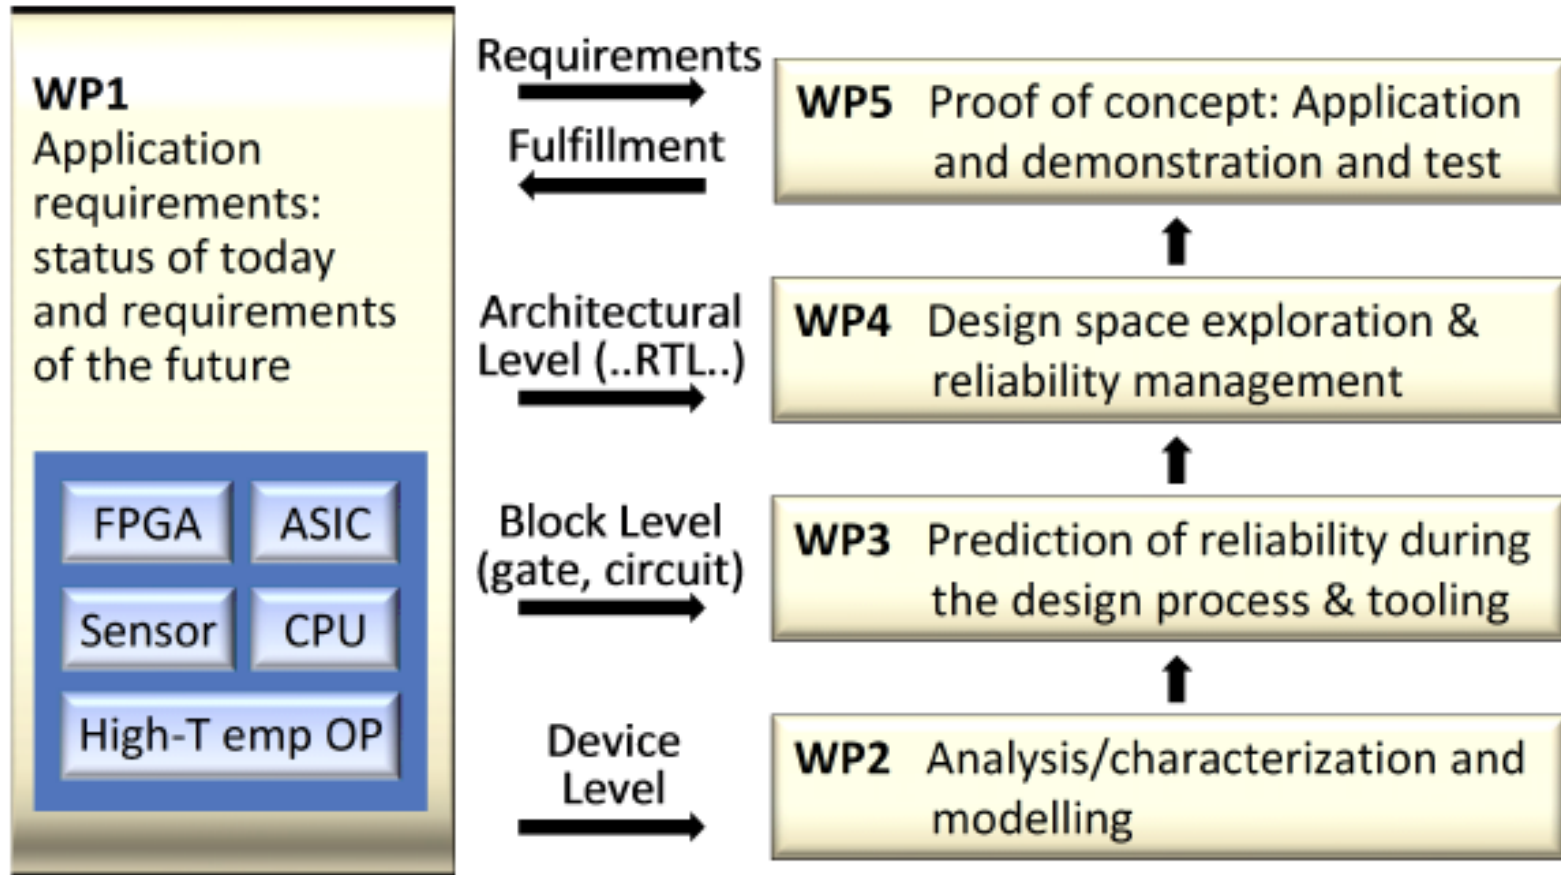 WP1
Application
requirements:
status of today
and requirements
of the future
FPGA
ASIC
Sensor
CPU
High-T emp OP
Requirements
Fulfillment
Architectural
Level (..RTL..)
Block Level
(gate, circuit)
Device
Level
WP5 Proof of concept: Application
and demonstration and test
WP4 Design space exploration &
reliability management
WP3 Prediction of reliability during
the design process & tooling
WP2 Analysis/characterization and
modelling